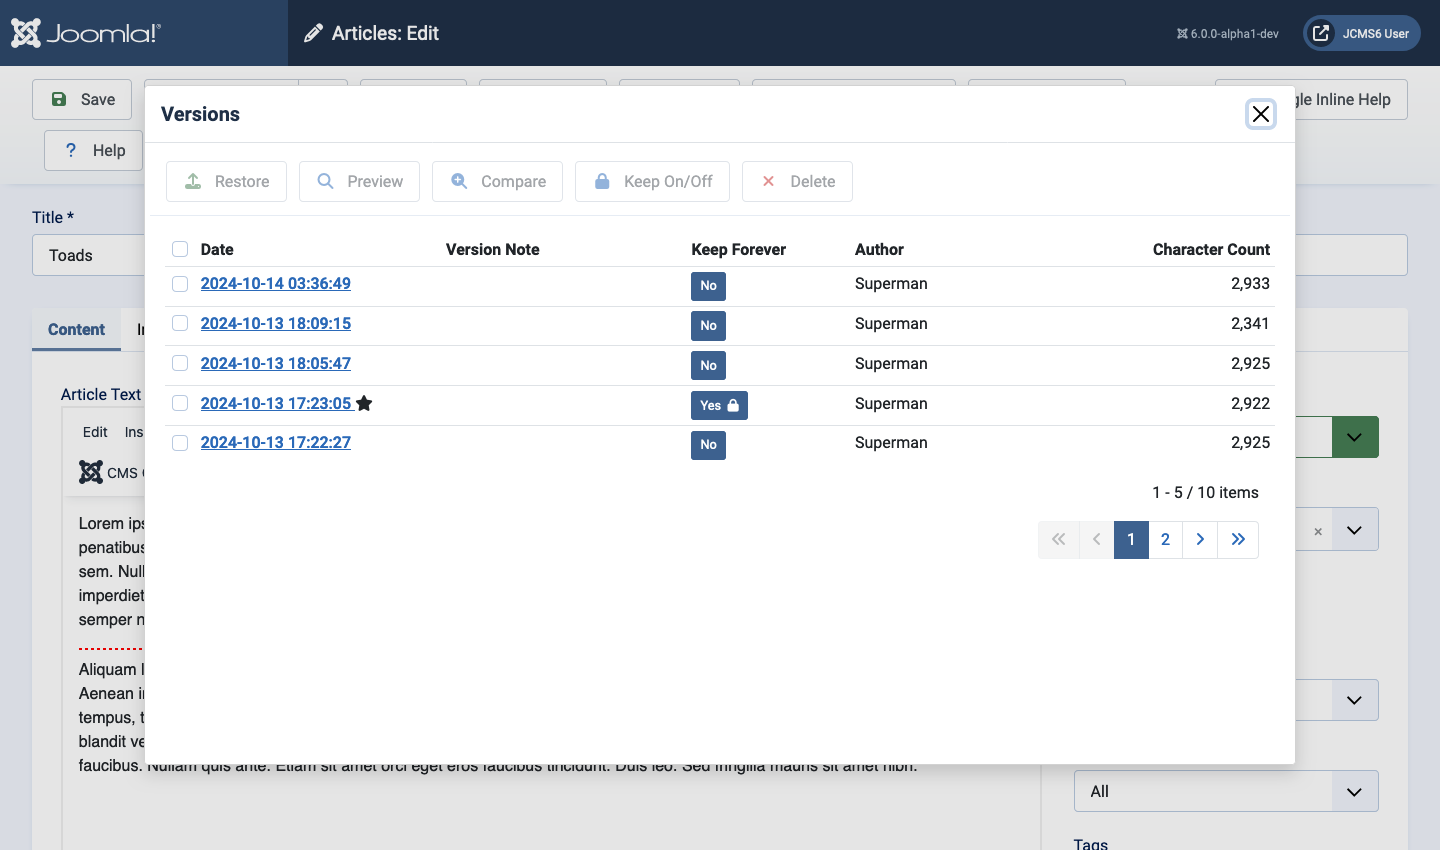 Joomla!®
Articles: Edit
6.0.0-alpha1-dev
JCMS6 User
Save
gle Inline Help
? Help
Versions
Restore
Preview
Compare
Keep On/Off
Delete
Title *
Toads
Date Version Note Keep Forever Author Character Count
2024-10-14 03:36:49 No Superman 2,933
2024-10-13 18:09:15 No Superman 2,341
2024-10-13 18:05:47 No Superman 2,925
2024-10-13 17:23:05 Yes Superman 2,922
2024-10-13 17:22:27 No Superman 2,925
1 - 5 / 10 items
1 2
Content
Article Text
Edit Ins
CMS
Lorem ips
penatibus
sem. Null
imperdiet
semper n
Aliquam l
Aenean i
tempus, t
blandit ve
faucibus. Nullam quis ante. Etiam sit amet orci eget eros faucibus tincidunt. Duis leo. Sed fringilla mauris sit amet nibh.
All
Tags